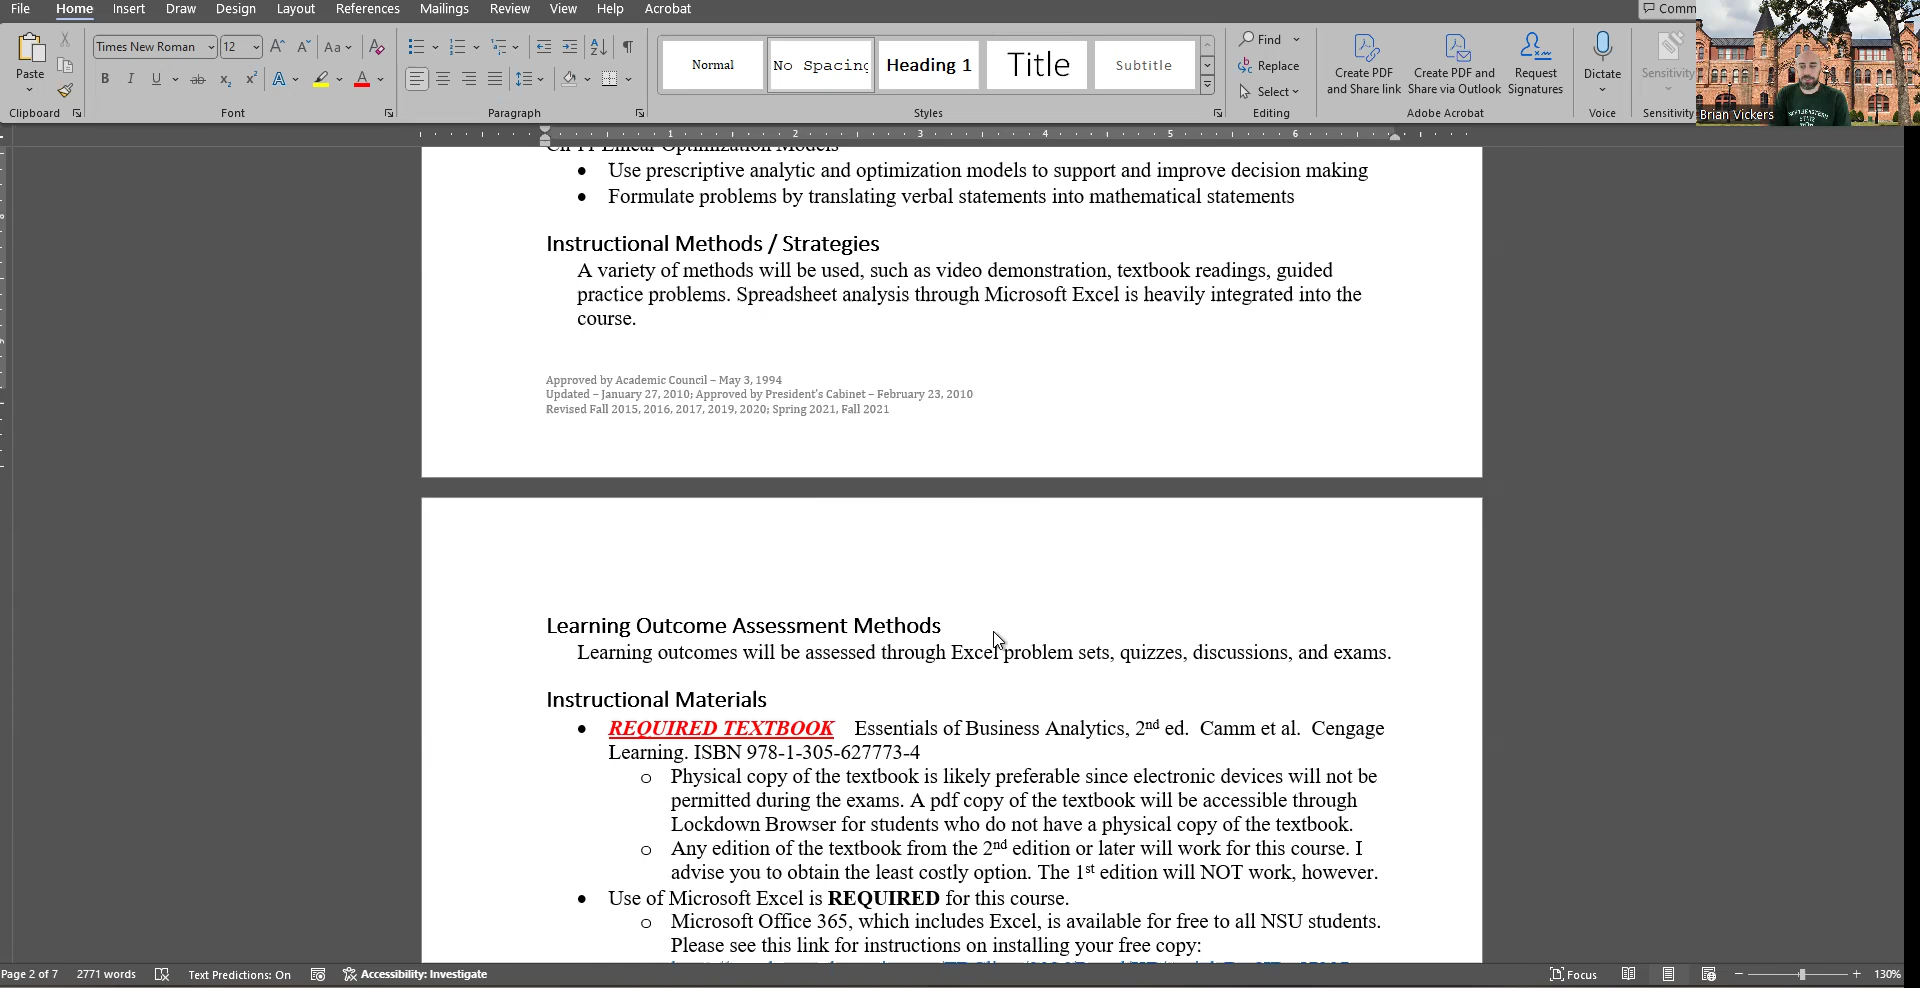 File Home Insert Draw Design Layout References Mailings Review View Help Acrobat Comm
Times New Roman 12 Aa
Find
Replace
Select
Paste
Normal No Spacing Heading 1 Title Subtitle
Create PDF and Share link
Create PDF and Share via Outlook
Request Signatures
Dictate
Sensitivity
Clipboard Font Paragraph Styles Editing Adobe Acrobat Voice Sensitivity
Brian Vickers
1 2 3 4 5 6
Ch 11 Linear Optimization Models
• Use prescriptive analytic and optimization models to support and improve decision making
• Formulate problems by translating verbal statements into mathematical statements
Instructional Methods / Strategies
A variety of methods will be used, such as video demonstration, textbook readings, guided
practice problems. Spreadsheet analysis through Microsoft Excel is heavily integrated into the
course.
Approved by Academic Council – May 3, 1994
Updated – January 27, 2010; Approved by President's Cabinet – February 23, 2010
Revised Fall 2015, 2016, 2017, 2019, 2020; Spring 2021, Fall 2021
Learning Outcome Assessment Methods
Learning outcomes will be assessed through Excel problem sets, quizzes, discussions, and exams.
Instructional Materials
• REQUIRED TEXTBOOK Essentials of Business Analytics, 2nd ed. Camm et al. Cengage
Learning. ISBN 978-1-305-627773-4
o Physical copy of the textbook is likely preferable since electronic devices will not be
permitted during the exams. A pdf copy of the textbook will be accessible through
Lockdown Browser for students who do not have a physical copy of the textbook.
o Any edition of the textbook from the 2nd edition or later will work for this course. I
advise you to obtain the least costly option. The 1st edition will NOT work, however.
• Use of Microsoft Excel is REQUIRED for this course.
o Microsoft Office 365, which includes Excel, is available for free to all NSU students.
Please see this link for instructions on installing your free copy:
Page 2 of 7 2771 words Text Predictions: On Accessibility: Investigate Focus 130%